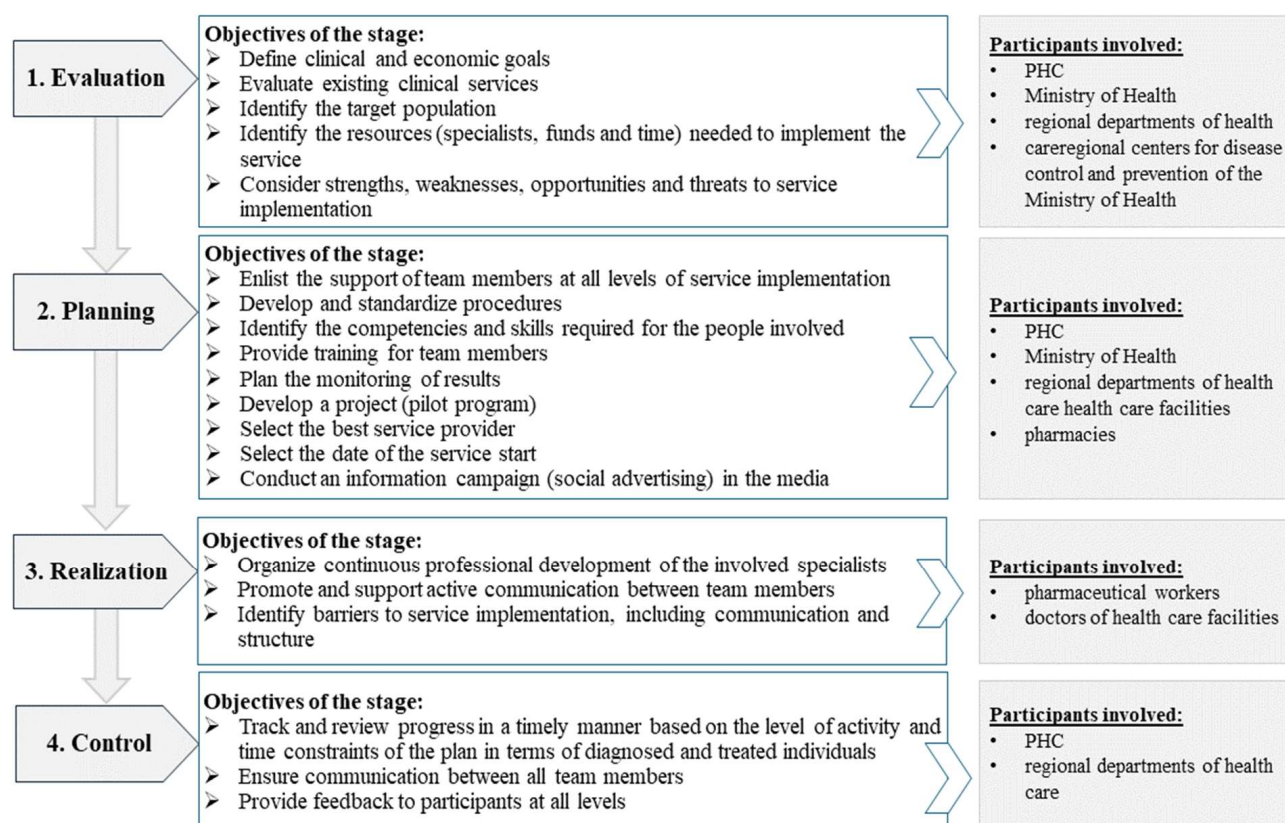 1. Evaluation
Objectives of the stage:
➢ Define clinical and economic goals
➢ Evaluate existing clinical services
➢ Identify the target population
➢ Identify the resources (specialists, funds and time) needed to implement the
service
➢ Consider strengths, weaknesses, opportunities and threats to service
implementation
Participants involved:
• PHC
• Ministry of Health
• regional departments of health
• careregional centers for disease
control and prevention of the
Ministry of Health
2. Planning
Objectives of the stage:
➢ Enlist the support of team members at all levels of service implementation
➢ Develop and standardize procedures
➢ Identify the competencies and skills required for the people involved
➢ Provide training for team members
➢ Plan the monitoring of results
➢ Develop a project (pilot program)
➢ Select the best service provider
➢ Select the date of the service start
➢ Conduct an information campaign (social advertising) in the media
Participants involved:
• PHC
• Ministry of Health
• regional departments of health
care health care facilities
• pharmacies
3. Realization
Objectives of the stage:
➢ Organize continuous professional development of the involved specialists
➢ Promote and support active communication between team members
➢ Identify barriers to service implementation, including communication and
structure
Participants involved:
• pharmaceutical workers
• doctors of health care facilities
4. Control
Objectives of the stage:
➢ Track and review progress in a timely manner based on the level of activity and
time constraints of the plan in terms of diagnosed and treated individuals
➢ Ensure communication between all team members
➢ Provide feedback to participants at all levels
Participants involved:
• PHC
• regional departments of health
care